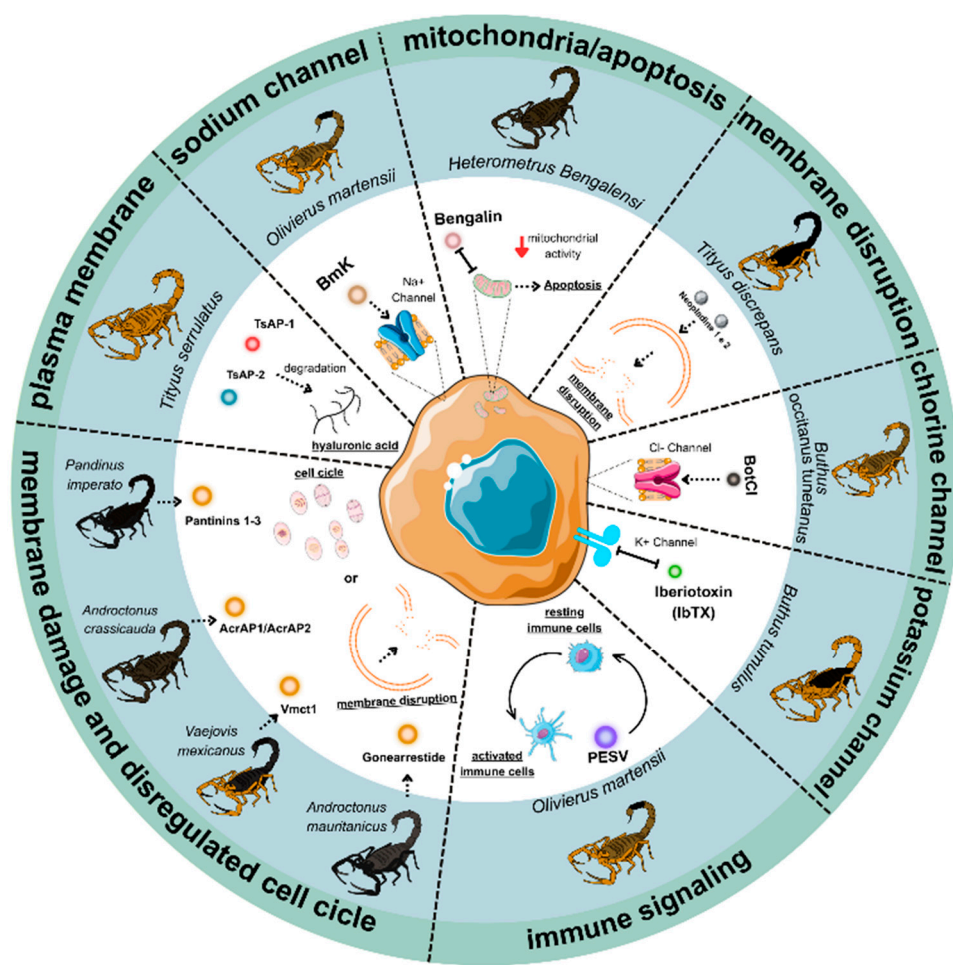 mitochondria/apoptosis
Heterometrus Bengalensi
Bengalin
mitochondrial
activity
Apoptosis
membrane disruption
Tityus discrepans
Neopindine 1 e 2
membrane
disruption
chlorine channel
Buthus
occitanus tunetanus
Cl- Channel
BotCl
potassium channel
Buthus tumulus
K+ Channel
Iberiotoxin
(IbTX)
immune signaling
Olivierus martensii
resting
immune cells
activated
immune cells
PESV
membrane damage and disregulated cell cicle
Pandinus
imperato
Pantinins 1-3
Androctonus
crassicauda
AcrAP1/AcrAP2
Vaejovis
mexicanus
Vmct1
Androctonus
mauritanicus
Gonearrestide
cell cicle
or
membrane disruption
plasma membrane
Tityus serrulatus
TsAP-1
TsAP-2
degradation
hyaluronic acid
sodium channel
Olivierus martensii
BmK
Na+
Channel